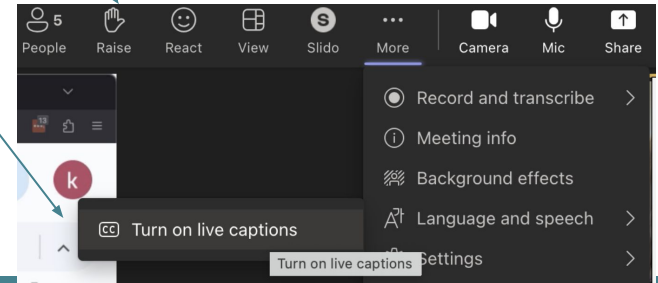 5 S
People Raise React View Slido More Camera Mic Share
13
Record and transcribe
i Meeting info
k
Background effects
CC Turn on live captions
Language and speech
Turn on live captions
Settings